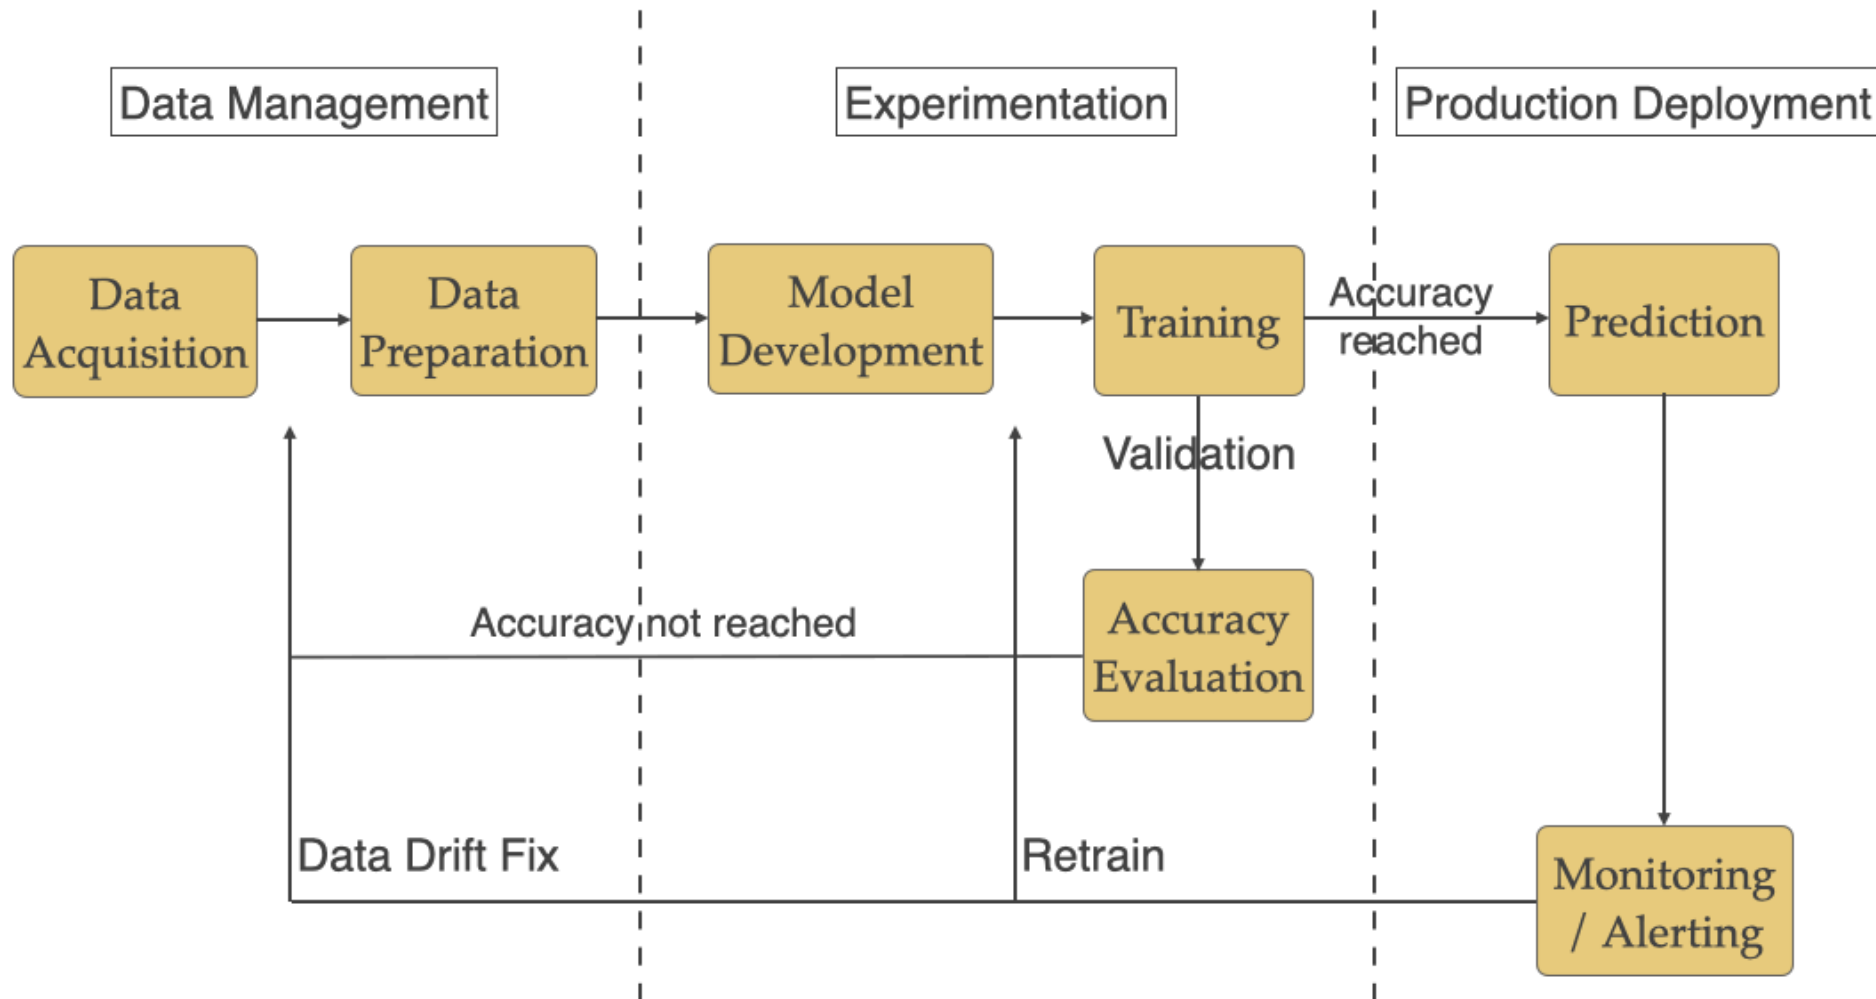 Data Management
Experimentation
Production Deployment
Data
Acquisition
Data
Preparation
Model
Development
Training
Accuracy
reached
Prediction
Validation
Accuracy not reached
Accuracy
Evaluation
Data Drift Fix
Retrain
Monitoring
/ Alerting